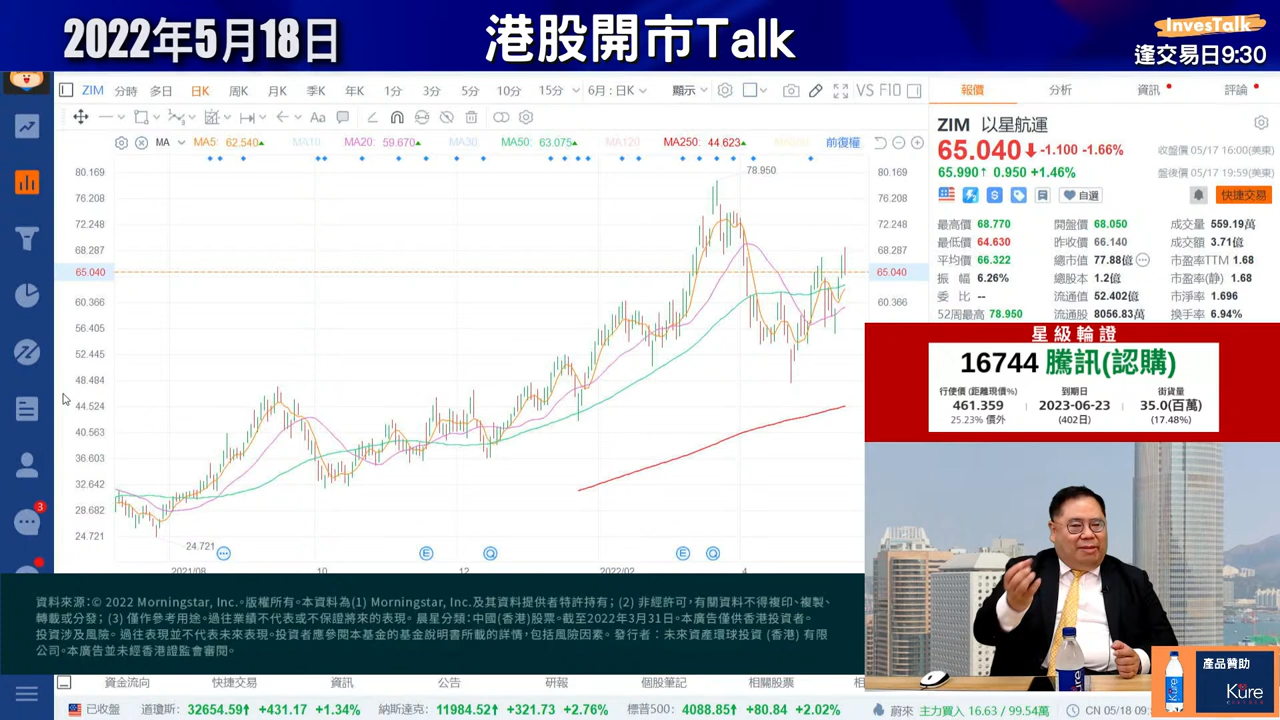 2022年5月18日
港股開市Talk
InvesTalk
逢交易日9:30
ZIM 分時 多日 日K 周K 月K 季K 年K 1分 3分 5分 10分 15分 6月：日K 顯示 VS F10
報價 分析 資訊 評論
Aa
MA MA5: 62.540 MA10: MA20: 59.670 MA30: MA50: 63.075 MA120 MA250: 44.623 前復權
ZIM 以星航運
65.040 -1.100 -1.66%
收盤價 05/17 16:00(美東)
65.990 0.950 +1.46%
盤後價 05/17 19:59(美東)
自選
快捷交易
最高價 68.770 開盤價 68.050 成交量 559.19萬
最低價 64.630 昨收價 66.140 成交額 3.71億
平均價 66.322 總市值 77.88億 市盈率TTM 1.68
振幅 6.26% 總股本 1.2億 市盈率(静) 1.68
委比 -- 流通值 52.402億 市淨率 1.696
52周最高 78.950 流通股 8056.83萬 換手率 6.94%
80.169 80.169
76.208 76.208
72.248 72.248
68.287 68.287
65.040 65.040
60.366 60.366
56.405
52.445
48.484
44.524
40.563
36.603
32.642
28.682
24.721
78.950
24.721
E
Q
E
Q
2021/08 10 12 2022/02 4
3
星級輪證
16744 騰訊(認購)
行使價 (距離現價%) 到期日 街貨量
461.359 2023-06-23 35.0(百萬)
25.23% 價外 (402日) (17.48%)
資料來源：© 2022 Morningstar, Inc.。版權所有。本資料為(1) Morningstar, Inc.及其資料提供者特許持有；(2) 非經許可，有關資料不得複印、複製、
轉載或分發；(3) 僅作參考用途。過往業績不代表或不保證將來的表現。晨星分類：中國(香港)股票。截至2022年3月31日。本廣告僅供香港投資者。
投資涉及風險。過往表現並不代表未來表現。投資者應參閱本基金的基金說明書所載的詳情，包括風險因素。發行者：未來資產環球投資 (香港) 有限
公司。本廣告並未經香港證監會審閱。
資金流向 快捷交易 資訊 公告 研報 個股筆記 相關股票
已收盤 道瓊斯: 32654.59 +431.17 +1.34% 納斯達克: +321.73 +2.76% 標普500: 4088.85 +80.84 +2.02% 蔚來 主力買入 16.63 / 99.54萬 CN 05/18
產品贊助
Kūre